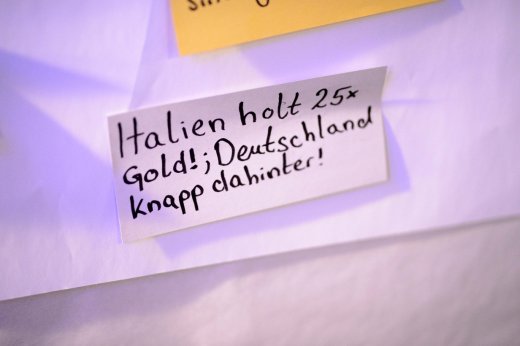 Italien holt 25x
Gold!; Deutschland
knapp dahinter!